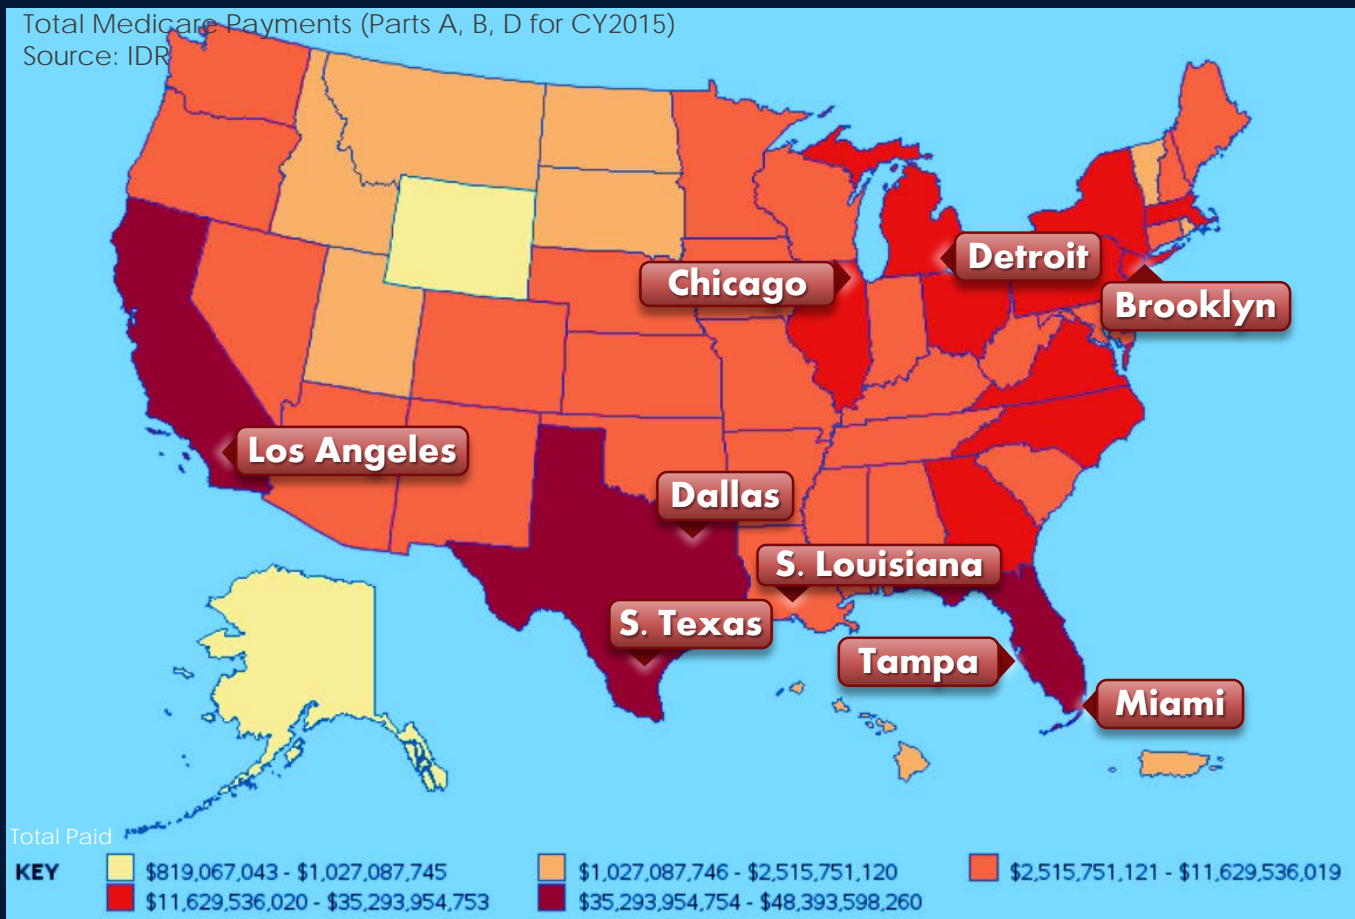 Total Medicare Payments (Parts A, B, D for CY2015)
Source: IDR
Detroit
Chicago
Brooklyn
Los Angeles
Dallas
S. Louisiana
S. Texas
Tampa
Miami
Total Paid
KEY
$819,067,043 - $1,027,087,745
$1,027,087,746 - $2,515,751,120
$2,515,751,121 - $11,629,536,019
$11,629,536,020 - $35,293,954,753
$35,293,954,754 - $48,393,598,260